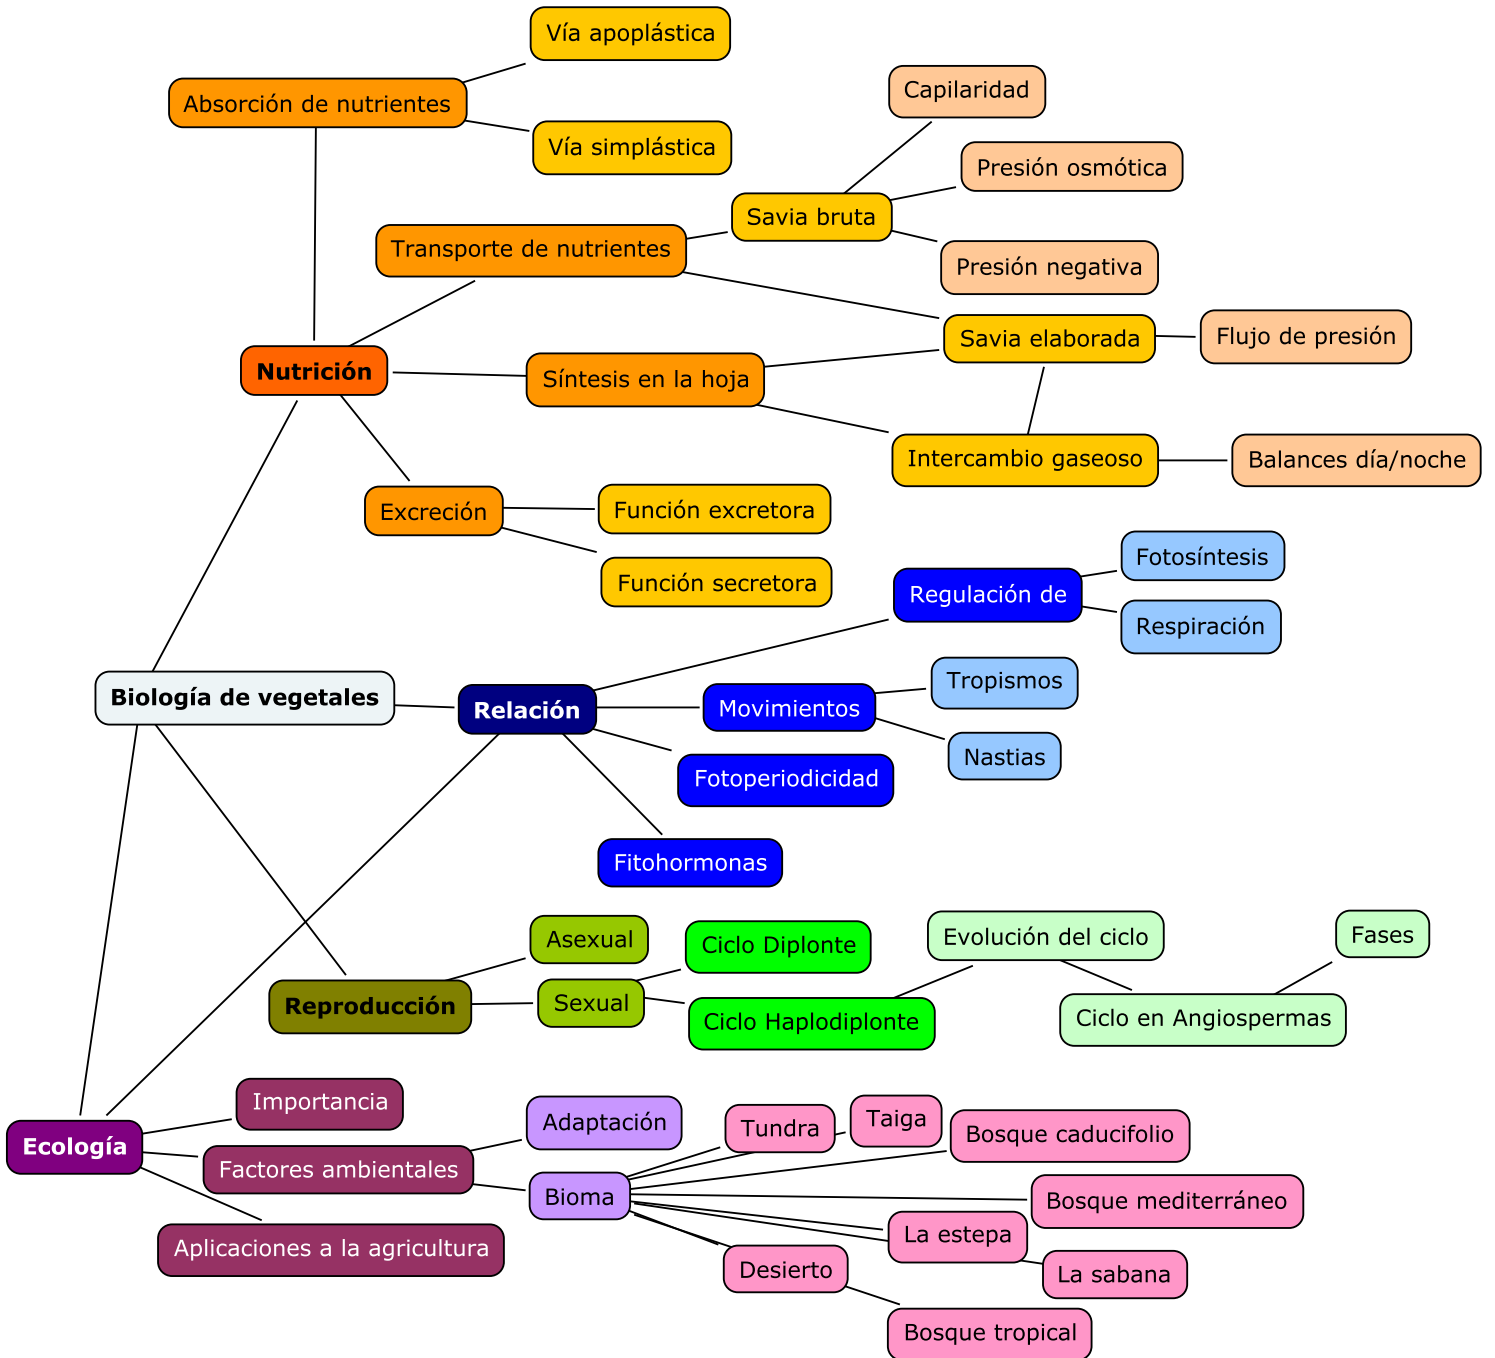 Vía apoplástica
Absorción de nutrientes
Vía simplástica
Capilaridad
Presión osmótica
Savia bruta
Transporte de nutrientes
Presión negativa
Savia elaborada
Flujo de presión
Nutrición
Síntesis en la hoja
Intercambio gaseoso
Balances día/noche
Excreción
Función excretora
Función secretora
Regulación de
Fotosíntesis
Respiración
Biología de vegetales
Relación
Movimientos
Tropismos
Nastias
Fotoperiodicidad
Fitohormonas
Asexual
Ciclo Diplonte
Evolución del ciclo
Fases
Reproducción
Sexual
Ciclo Haplodiplonte
Ciclo en Angiospermas
Importancia
Ecología
Factores ambientales
Adaptación
Tundra
Taiga
Bosque caducifolio
Bioma
Bosque mediterráneo
Aplicaciones a la agricultura
La estepa
Desierto
La sabana
Bosque tropical